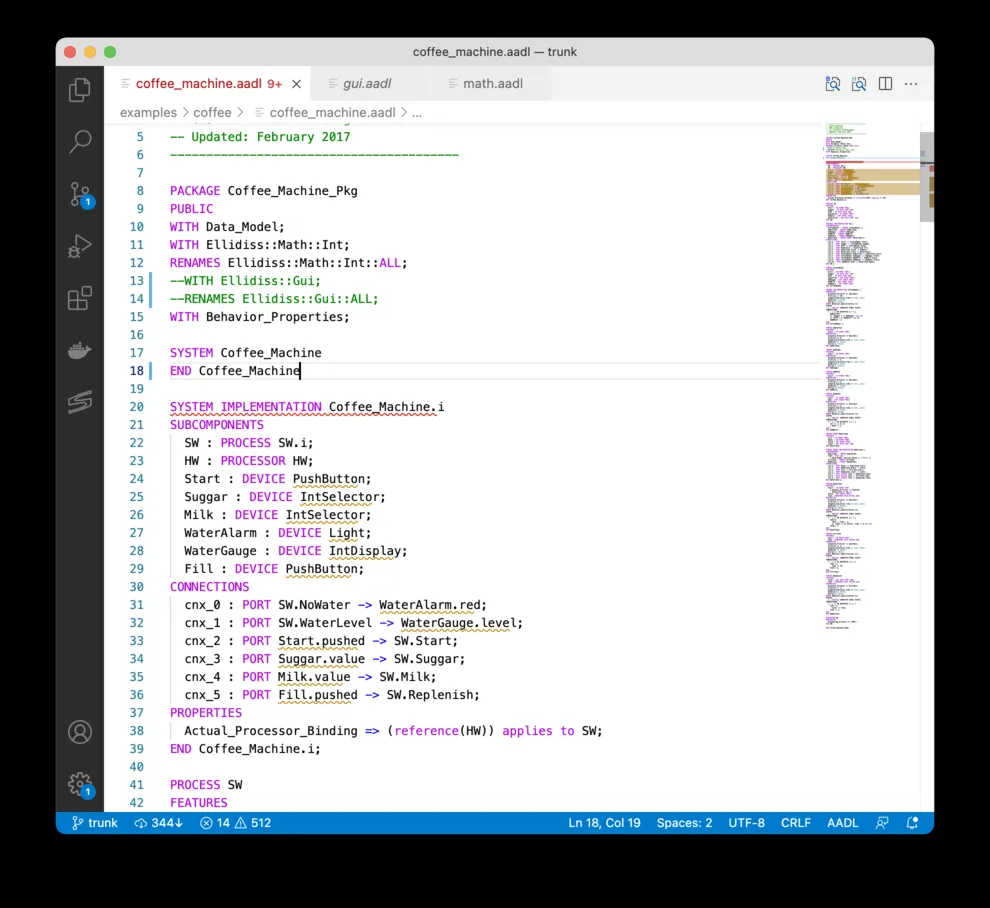 coffee_machine.aadl — trunk
coffee_machine.aadl 9+
gui.aadl
math.aadl
examples > coffee > coffee_machine.aadl > ...
5 -- Updated: February 2017
6 ----------------------------------------
7
8 PACKAGE Coffee_Machine_Pkg
9 PUBLIC
10 WITH Data_Model;
11 WITH Ellidiss::Math::Int;
12 RENAMES Ellidiss::Math::Int::ALL;
13 --WITH Ellidiss::Gui;
14 --RENAMES Ellidiss::Gui::ALL;
15 WITH Behavior_Properties;
16
17 SYSTEM Coffee_Machine
18 END Coffee_Machine
19
20 SYSTEM IMPLEMENTATION Coffee_Machine.i
21 SUBCOMPONENTS
22 SW : PROCESS SW.i;
23 HW : PROCESSOR HW;
24 Start : DEVICE PushButton;
25 Suggar : DEVICE IntSelector;
26 Milk : DEVICE IntSelector;
27 WaterAlarm : DEVICE Light;
28 WaterGauge : DEVICE IntDisplay;
29 Fill : DEVICE PushButton;
30 CONNECTIONS
31 cnx_0 : PORT SW.NoWater -> WaterAlarm.red;
32 cnx_1 : PORT SW.WaterLevel -> WaterGauge.level;
33 cnx_2 : PORT Start.pushed -> SW.Start;
34 cnx_3 : PORT Suggar.value -> SW.Suggar;
35 cnx_4 : PORT Milk.value -> SW.Milk;
36 cnx_5 : PORT Fill.pushed -> SW.Replenish;
37 PROPERTIES
38 Actual_Processor_Binding => (reference(HW)) applies to SW;
39 END Coffee_Machine.i;
40
41 PROCESS SW
42 FEATURES
1
1
trunk 344↓ 14 512 Ln 18, Col 19 Spaces: 2 UTF-8 CRLF AADL